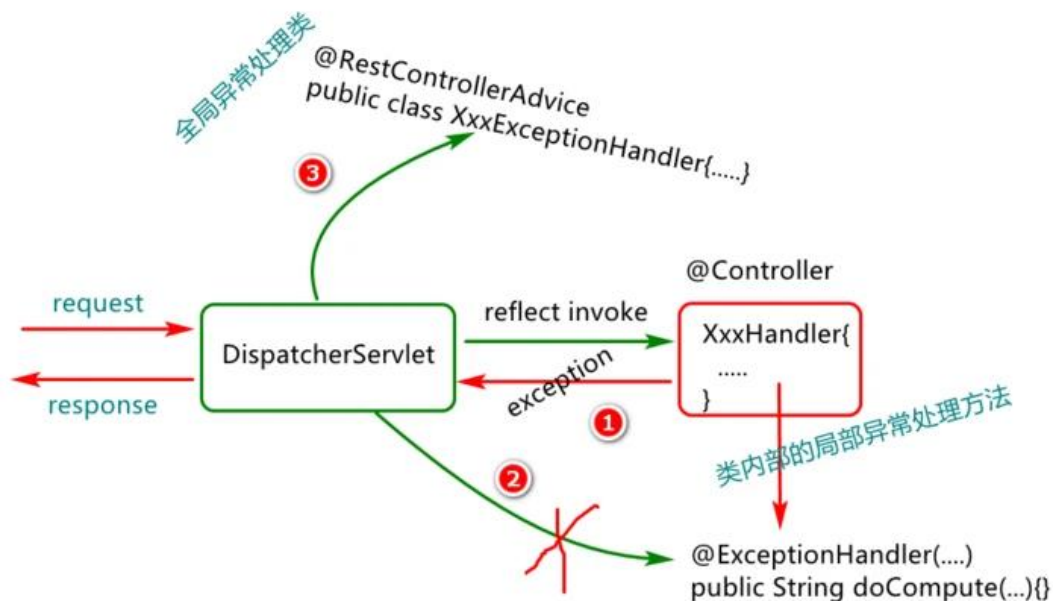 全局异常处理类
@RestControllerAdvice
public class XxxExceptionHandler{.....}
3
@Controller
request
reflect invoke
XxxHandler{
DispatcherServlet
.....
exception
}
response
1
类内部的局部异常处理方法
2
@ExceptionHandler(....)
public String doCompute(...){}